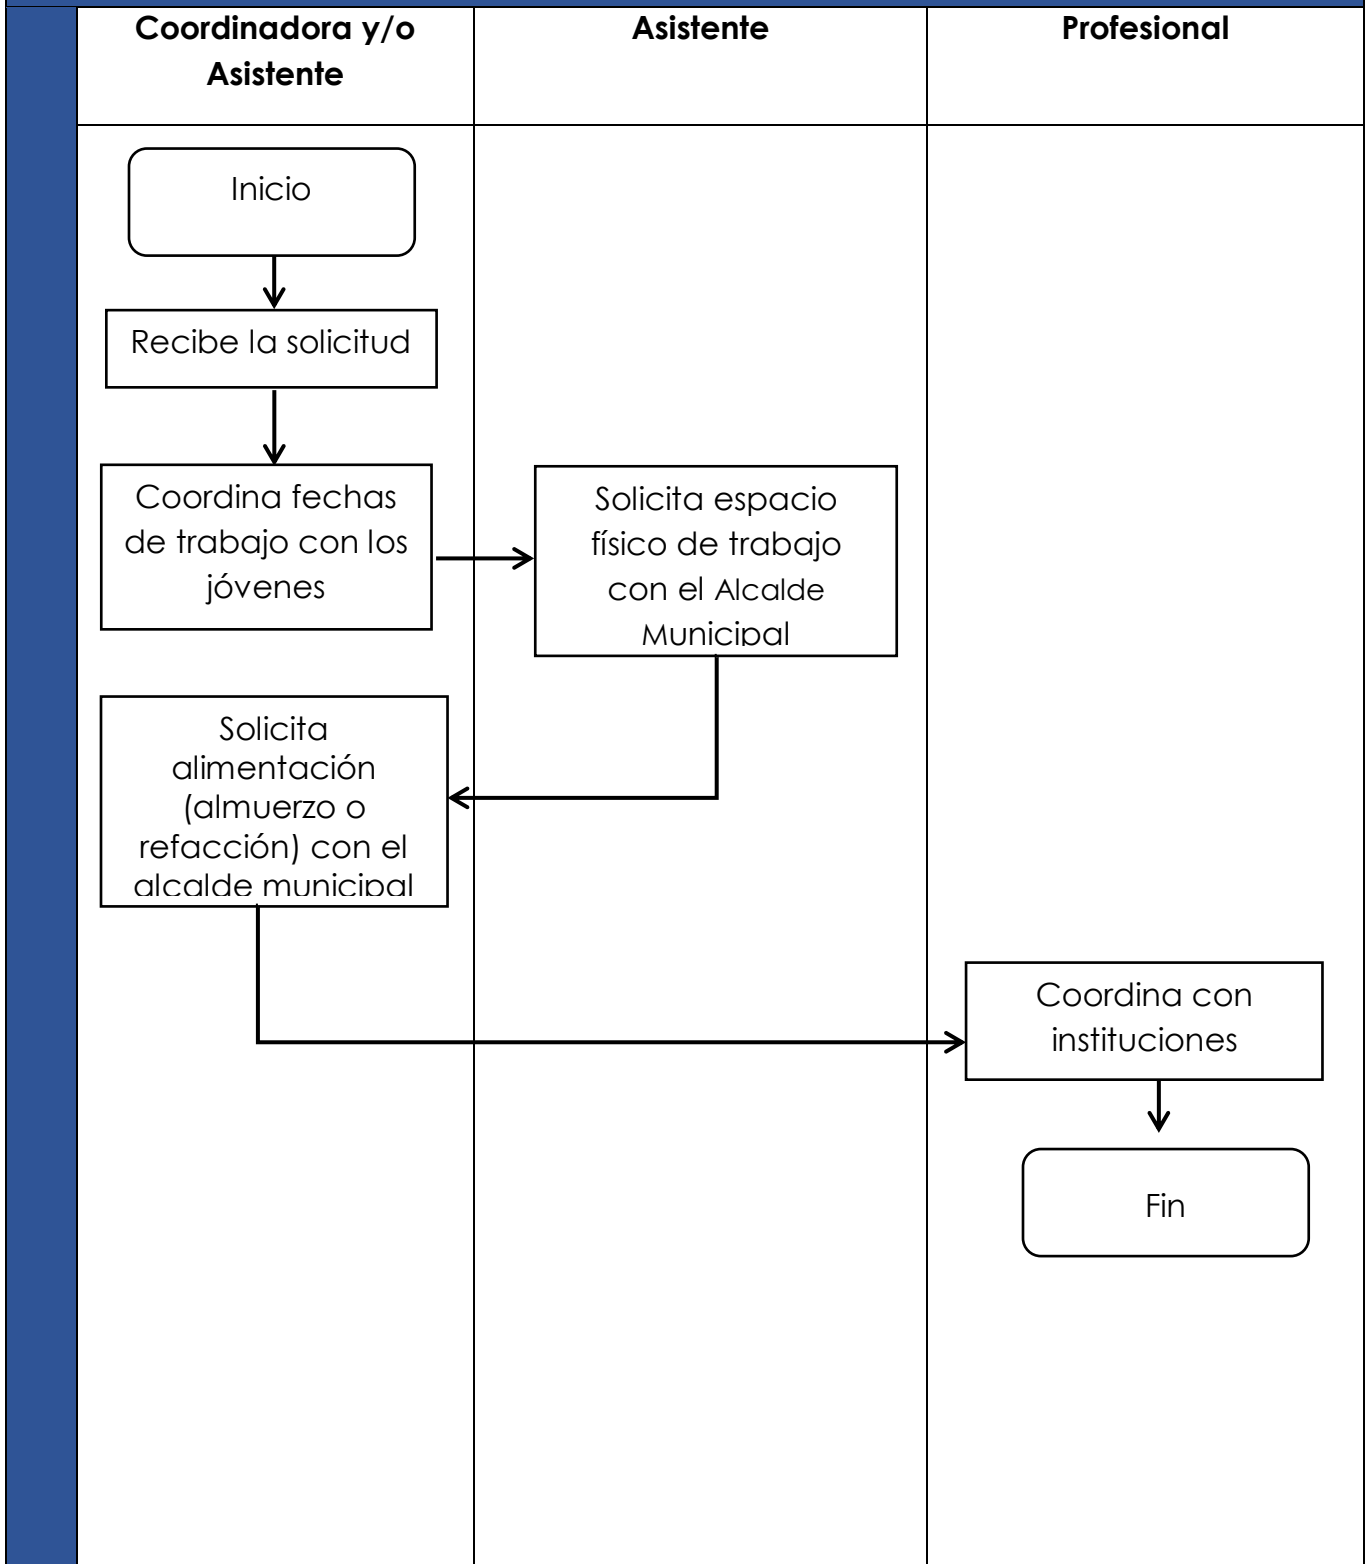 Coordinadora y/o
Asistente
Asistente
Profesional
Inicio
Recibe la solicitud
Coordina fechas
de trabajo con los
jóvenes
Solicita espacio
físico de trabajo
con el Alcalde
Municipal
Solicita
alimentación
(almuerzo o
refacción) con el
alcalde municipal
Coordina con
instituciones
Fin